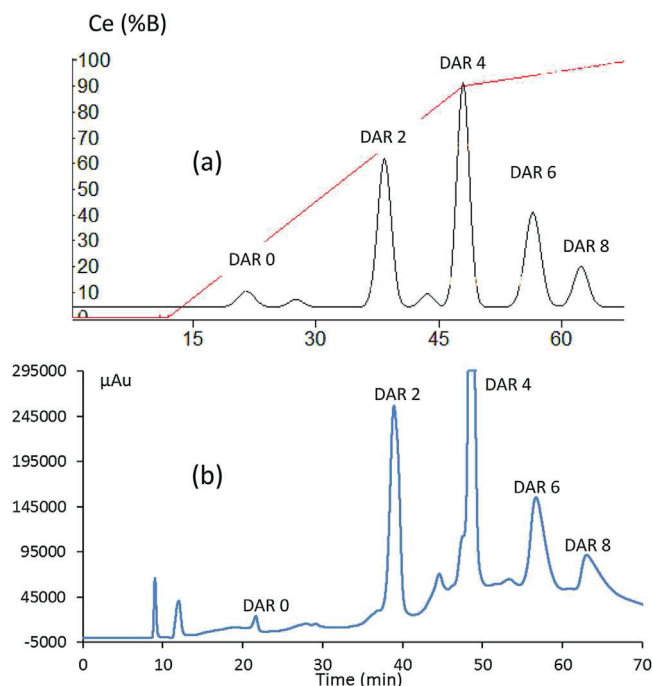 Ce (%B)
100
90
80
70
60
50
40
30
20
10
0
(a)
DAR 0
DAR 2
DAR 4
DAR 6
DAR 8
15 30 45 60
295000
245000
195000
145000
95000
45000
-5000
µAu
(b)
DAR 0
DAR 2
DAR 4
DAR 6
DAR 8
0 10 20 30 40 50 60 70
Time (min)